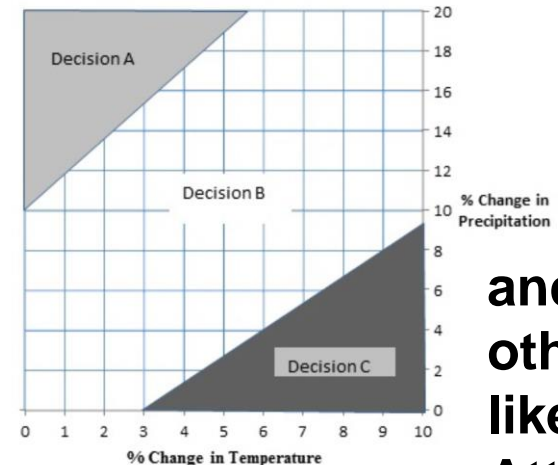 20
Decision A
18
16
14
12
Decision B
% Change in
10
Precipitation
8
6
4
Decision C
2
0
0 1 2 3 4 5 6 7 8 9 10
% Change in Temperature
and
oth
like